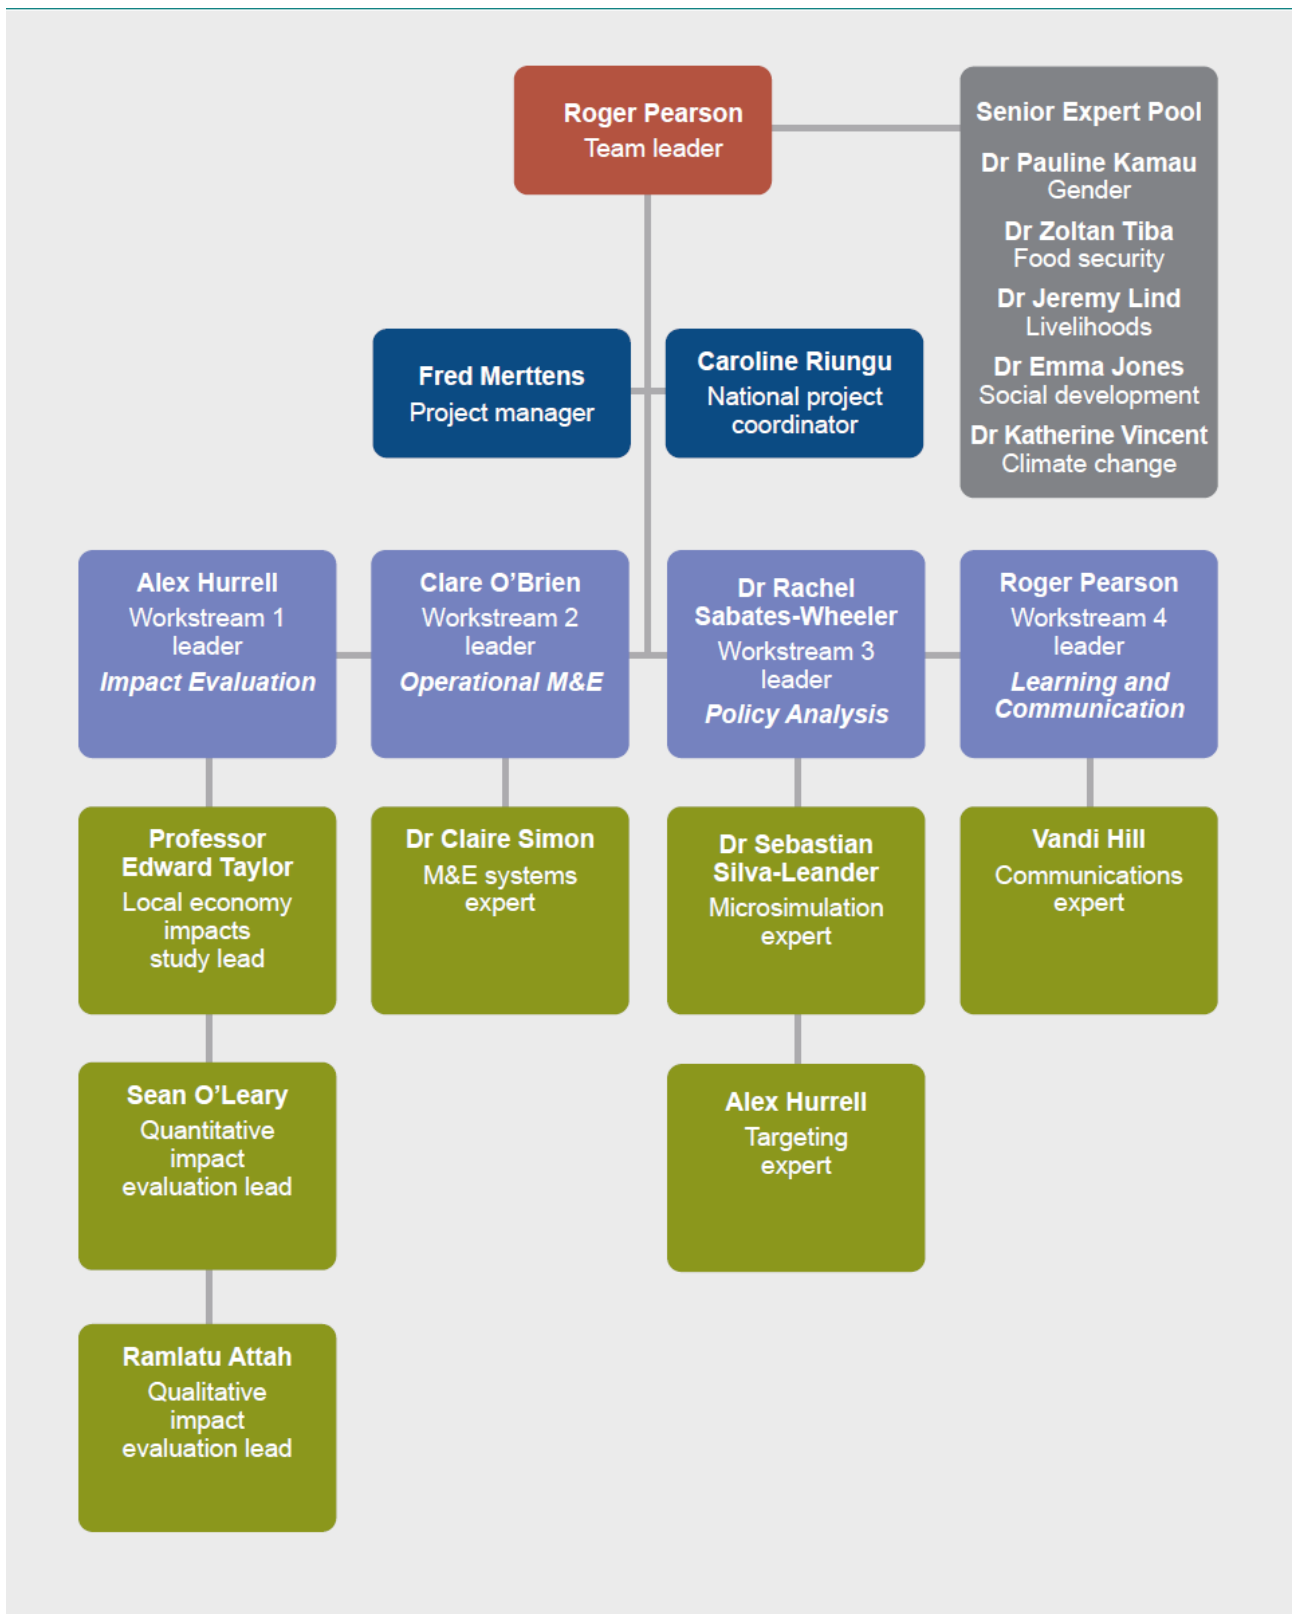 Roger Pearson
Team leader
Senior Expert Pool
Dr Pauline Kamau
Gender
Dr Zoltan Tiba
Food security
Dr Jeremy Lind
Livelihoods
Dr Emma Jones
Social development
Dr Katherine Vincent
Climate change
Fred Merttens
Project manager
Caroline Riungu
National project
coordinator
Alex Hurrell
Workstream 1
leader
Impact Evaluation
Clare O’Brien
Workstream 2
leader
Operational M&E
Dr Rachel
Sabates-Wheeler
Workstream 3
leader
Policy Analysis
Roger Pearson
Workstream 4
leader
Learning and
Communication
Professor
Edward Taylor
Local economy
impacts
study lead
Dr Claire Simon
M&E systems
expert
Dr Sebastian
Silva-Leander
Microsimulation
expert
Vandi Hill
Communications
expert
Sean O’Leary
Quantitative
impact
evaluation lead
Alex Hurrell
Targeting
expert
Ramlatu Attah
Qualitative
impact
evaluation lead